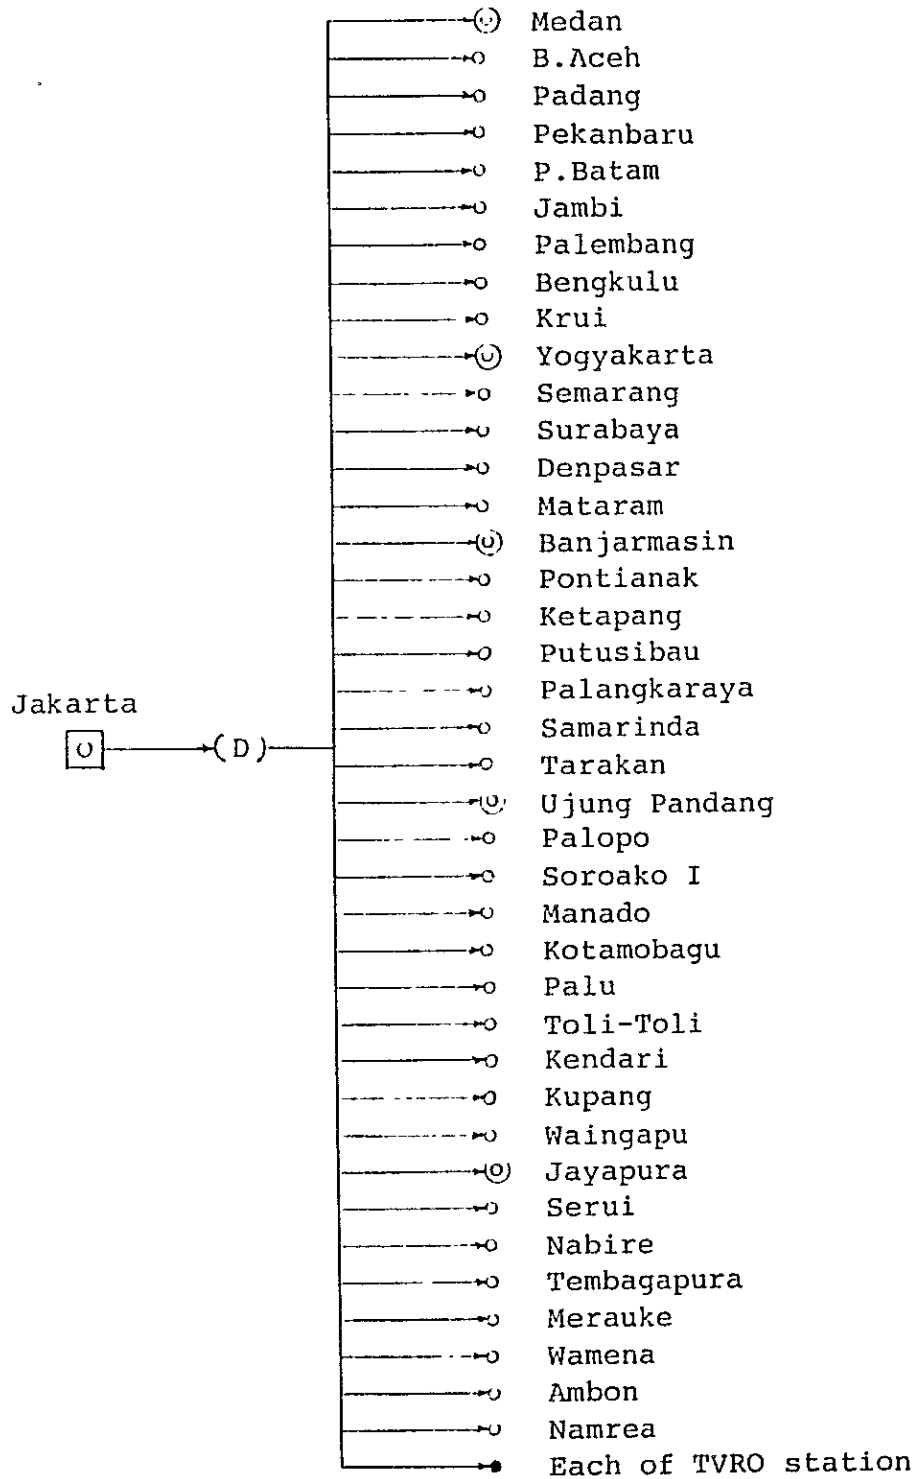 Medan
B.Aceh
Padang
Pekanbaru
P.Batam
Jambi
Palembang
Bengkulu
Krui
Yogyakarta
Semarang
Surabaya
Denpasar
Mataram
Banjarmasin
Pontianak
Ketapang
Putusibau
Palangkaraya
Jakarta
Samarinda
(D)
Tarakan
Ujung Pandang
Palopo
Soroako I
Manado
Kotamobagu
Palu
Toli-Toli
Kendari
Kupang
Waingapu
Jayapura
Serui
Nabire
Tembagapura
Merauke
Wamena
Ambon
Namrea
Each of TVRO station